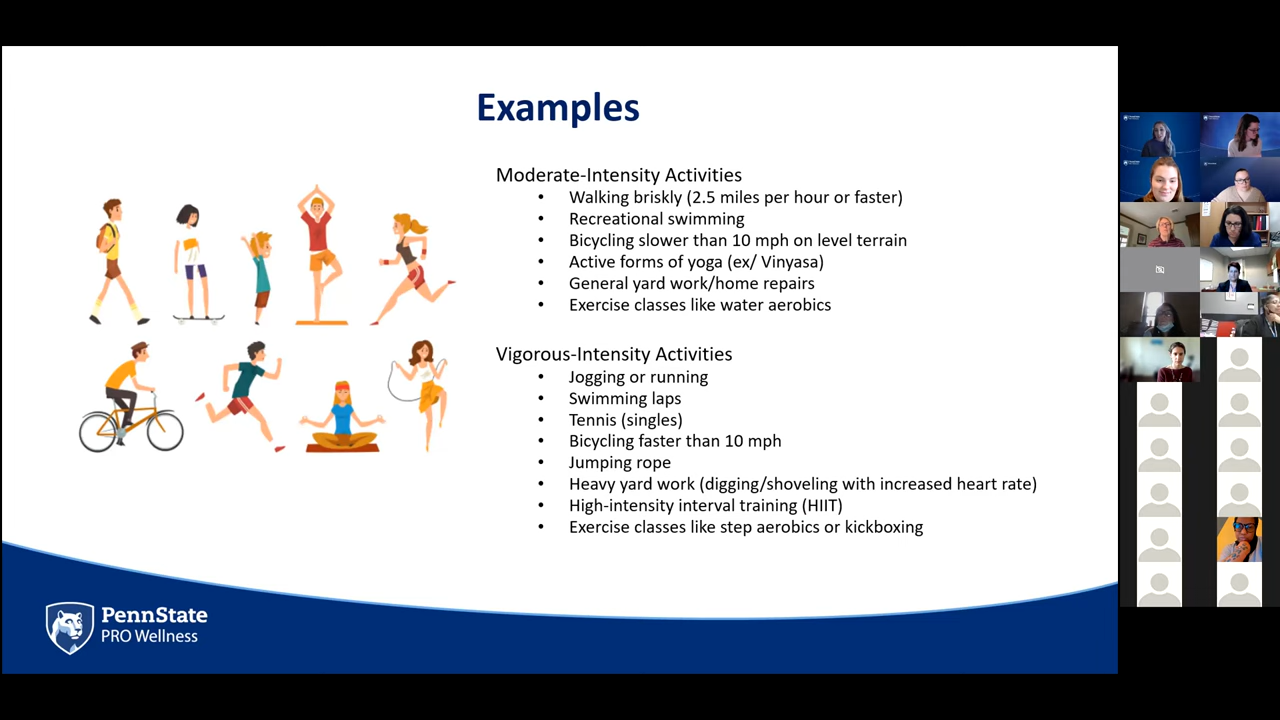 Examples
Moderate-Intensity Activities
• Walking briskly (2.5 miles per hour or faster)
• Recreational swimming
• Bicycling slower than 10 mph on level terrain
• Active forms of yoga (ex/ Vinyasa)
• General yard work/home repairs
• Exercise classes like water aerobics
Vigorous-Intensity Activities
• Jogging or running
• Swimming laps
• Tennis (singles)
• Bicycling faster than 10 mph
• Jumping rope
• Heavy yard work (digging/shoveling with increased heart rate)
• High-intensity interval training (HIIT)
• Exercise classes like step aerobics or kickboxing
PennState
PRO Wellness